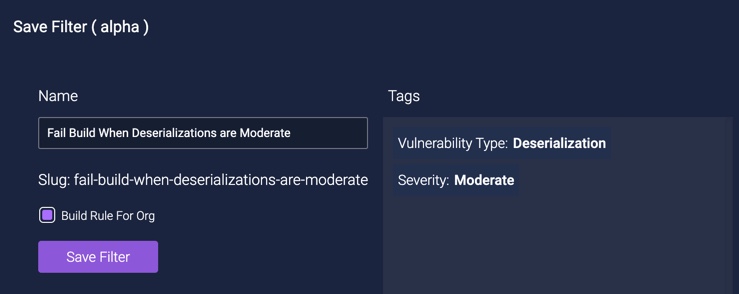 Save Filter ( alpha )
Name
Fail Build When Deserializations are Moderate
Slug: fail-build-when-deserializations-are-moderate
Build Rule For Org
Save Filter
Tags
Vulnerability Type: Deserialization
Severity: Moderate